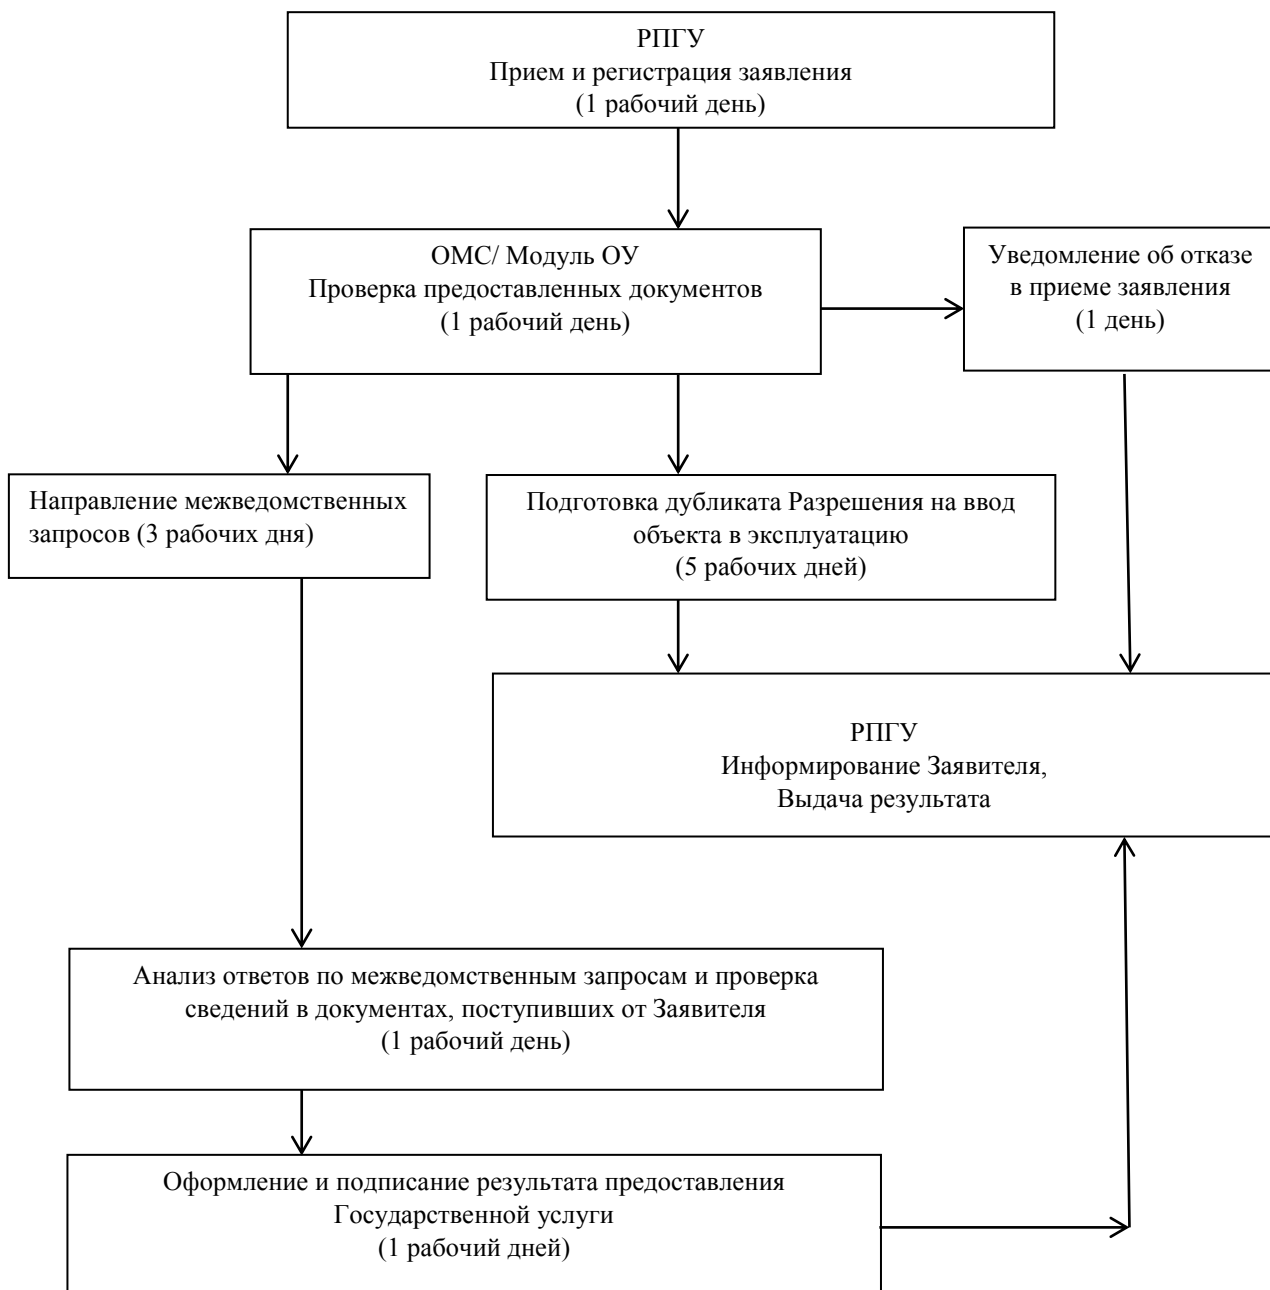 РПГУ
Прием и регистрация заявления
(1 рабочий день)
ОМС/ Модуль ОУ
Проверка предоставленных документов
(1 рабочий день)
Уведомление об отказе
в приеме заявления
(1 день)
Направление межведомственных
запросов (3 рабочих дня)
Подготовка дубликата Разрешения на ввод
объекта в эксплуатацию
(5 рабочих дней)
РПГУ
Информирование Заявителя,
Выдача результата
Анализ ответов по межведомственным запросам и проверка
сведений в документах, поступивших от Заявителя
(1 рабочий день)
Оформление и подписание результата предоставления
Государственной услуги
(1 рабочий дней)